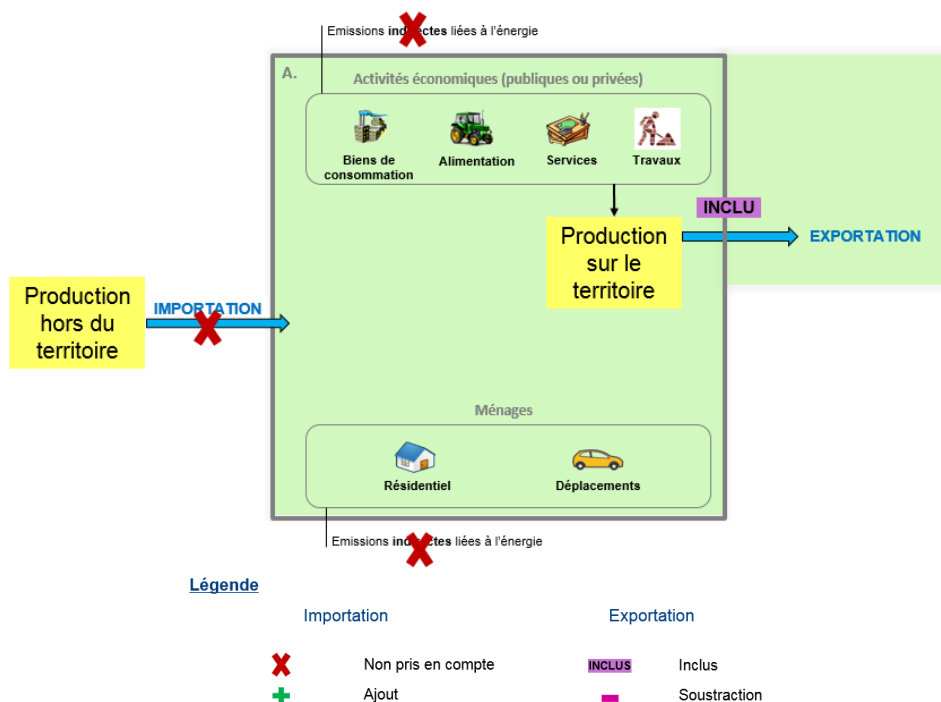 Emissions indirectes liées à l'énergie
A.
Activités économiques (publiques ou privées)
Biens de
consommation
Alimentation
Services
Travaux
INCLU
Production
sur le
territoire
EXPORTATION
Production
hors du
territoire
IMPORTATION
Ménages
Résidentiel
Déplacements
Emissions indirectes liées à l'énergie
Légende
Importation
Exportation
Non pris en compte
INCLUS
Inclus
Ajout
Soustraction